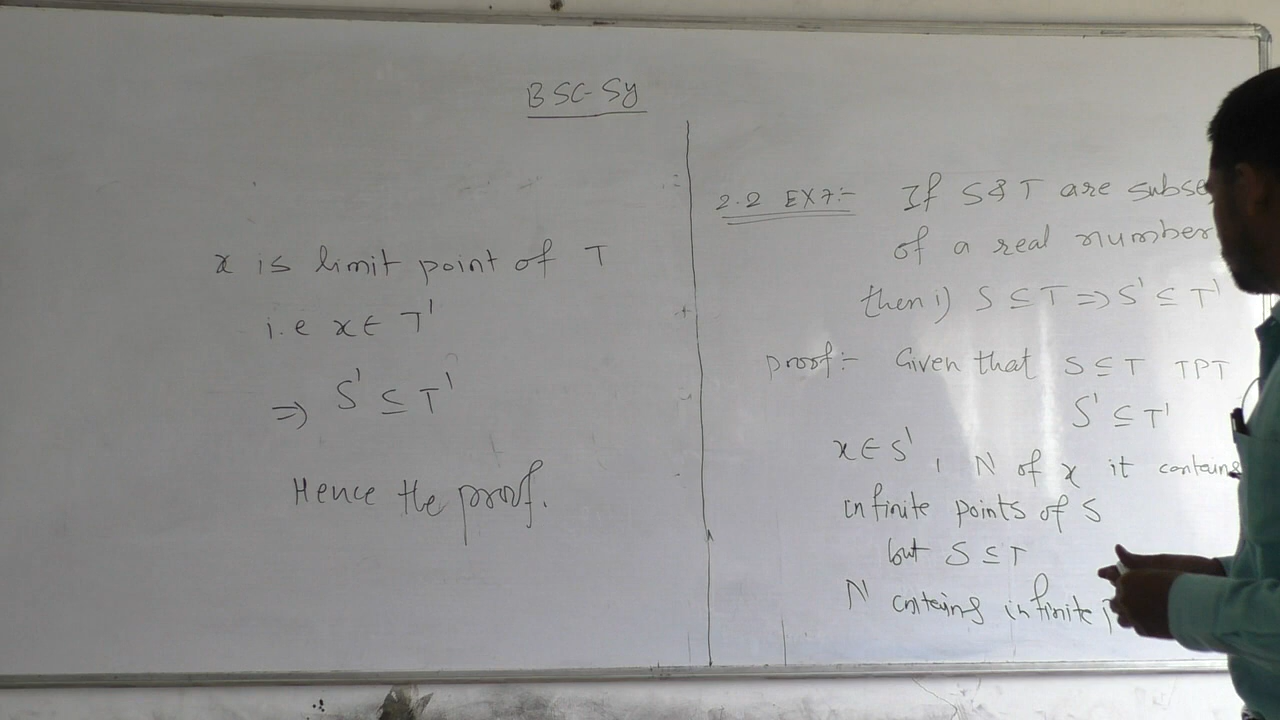 BSC-Sy
2.2 EX7:- If S & T are subse
of a real number
then i) S ⊆ T ⇒ S' ⊆ T'
proof:- Given that S ⊆ T TPT
S' ⊆ T'
x ∈ S', N of x it contains
infinite points of S
but S ⊆ T
N contains infinite
x is limit point of T
i.e x ∈ T'
⇒ S' ⊆ T'
Hence the proof.